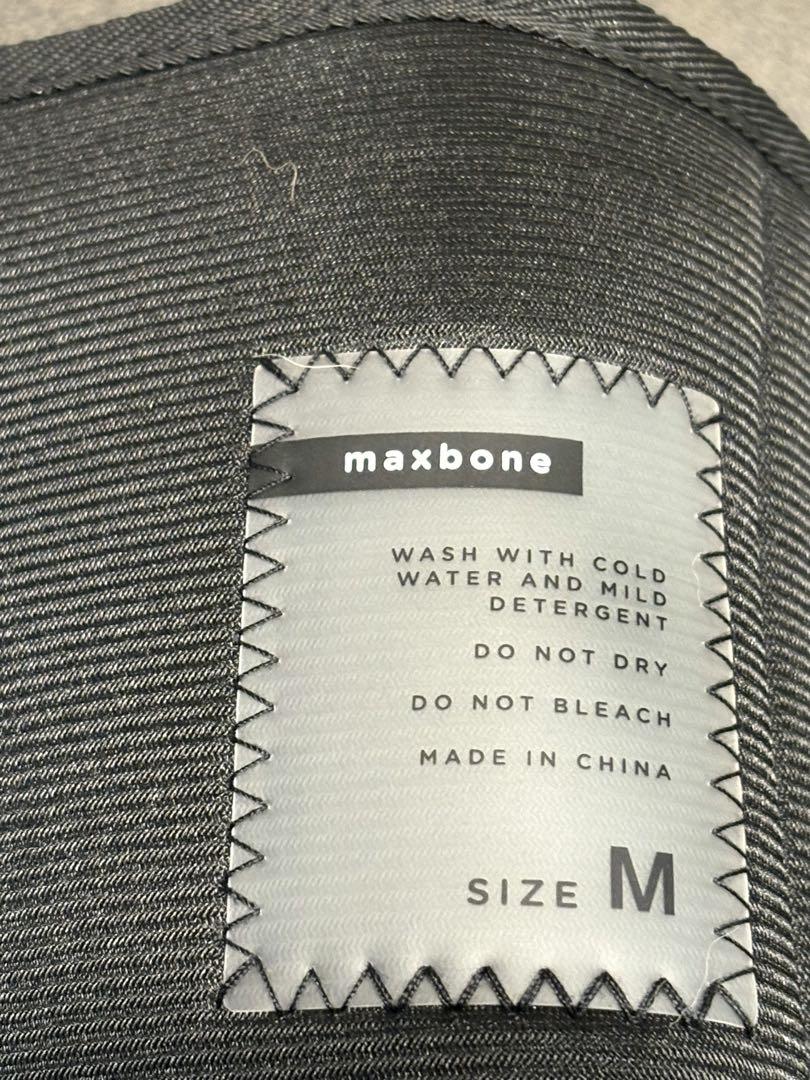 maxbone
WASH WITH COLD
WATER AND MILD
DETERGENT
DO NOT DRY
DO NOT BLEACH
MADE IN CHINA
SIZE M